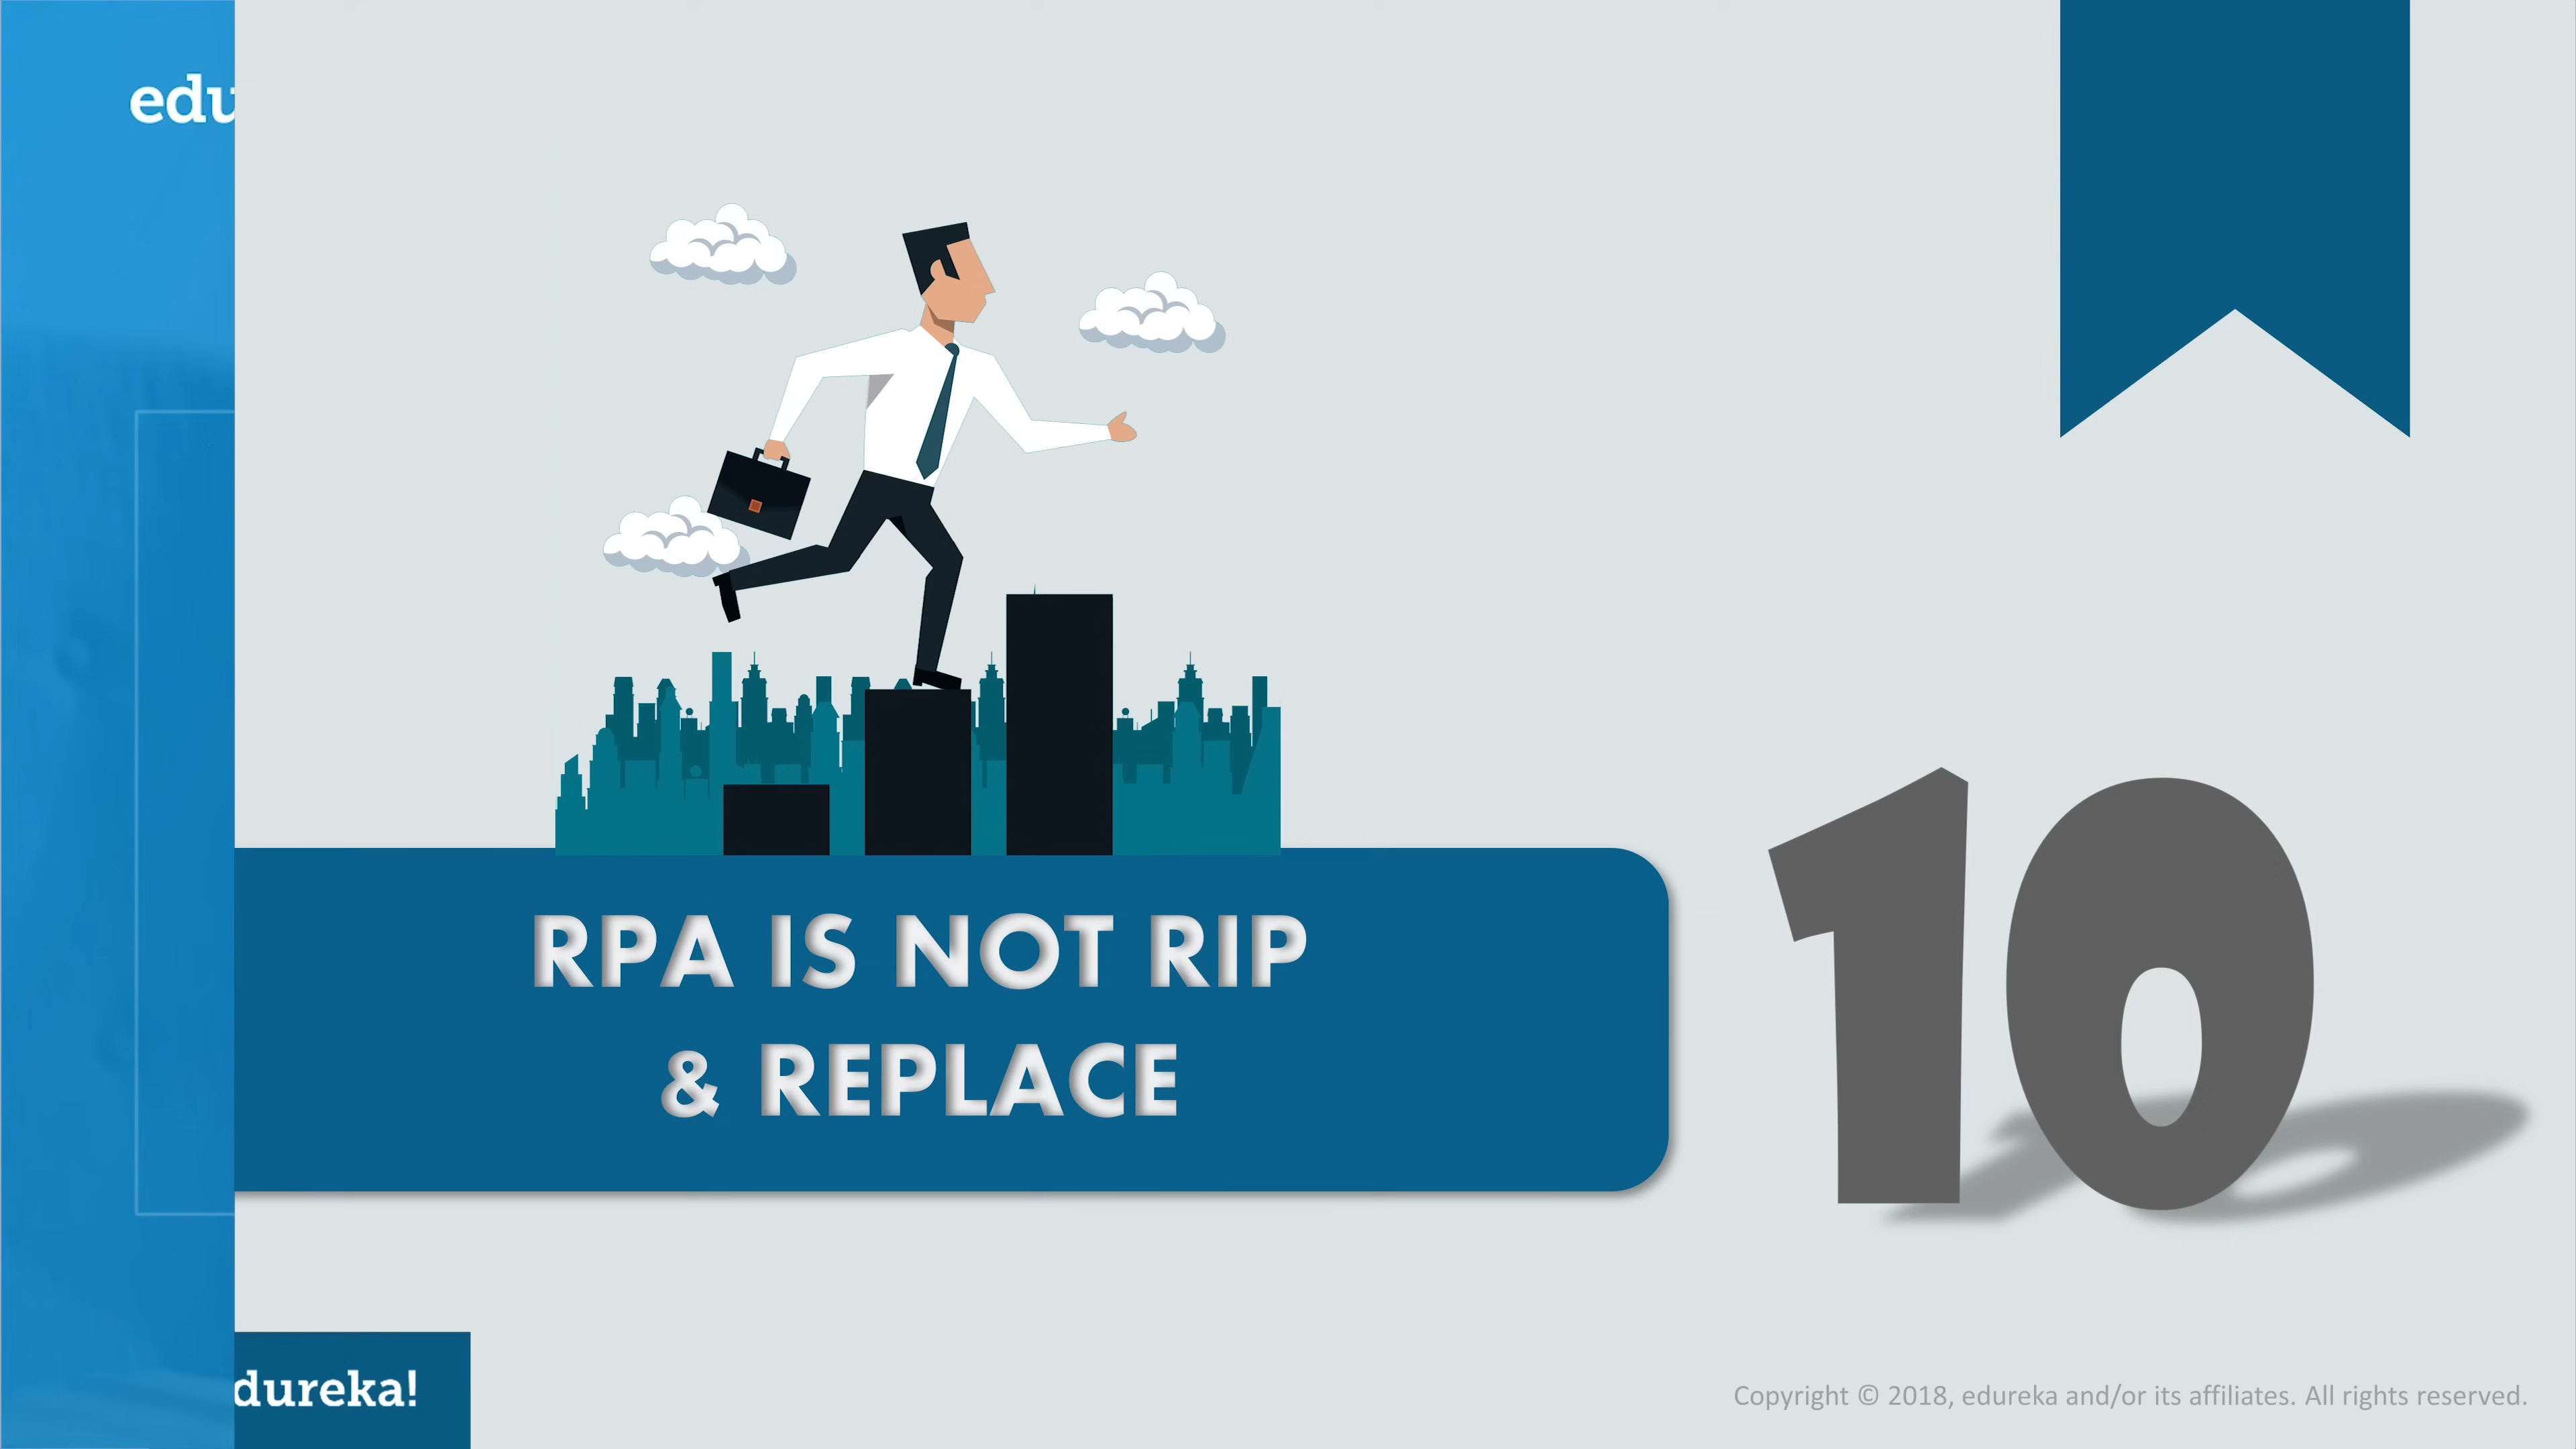 edu
RPA IS NOT RIP
& REPLACE
10
dureka!
Copyright © 2018, edureka and/or its affiliates. All rights reserved.